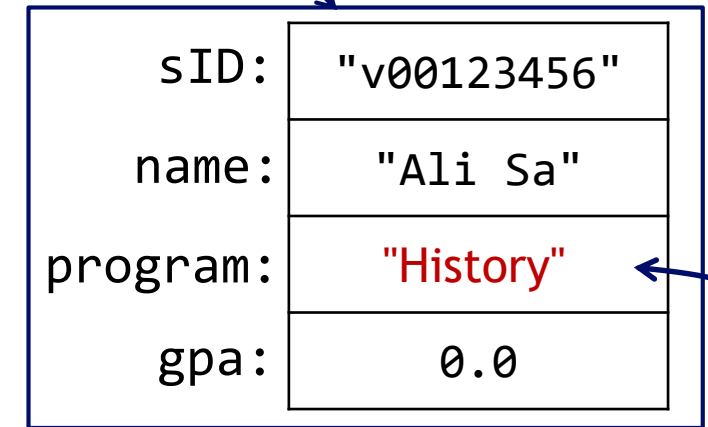 sID: "v00123456"
name: "Ali Sa"
program: "History"
gpa: 0.0